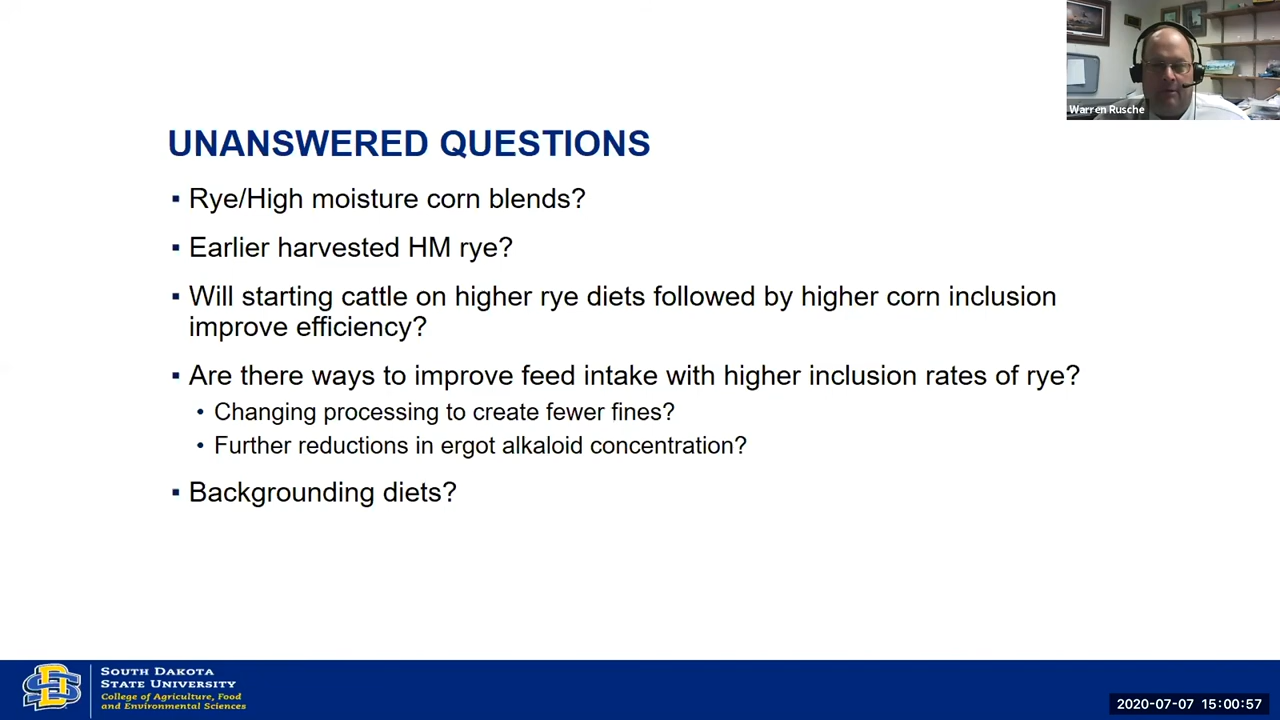 Warren Rusche
UNANSWERED QUESTIONS
▪ Rye/High moisture corn blends?
▪ Earlier harvested HM rye?
▪ Will starting cattle on higher rye diets followed by higher corn inclusion
improve efficiency?
▪ Are there ways to improve feed intake with higher inclusion rates of rye?
• Changing processing to create fewer fines?
• Further reductions in ergot alkaloid concentration?
▪ Backgrounding diets?
SOUTH DAKOTA
STATE UNIVERSITY
College of Agriculture, Food
and Environmental Sciences
2020-07-07 15:00:57